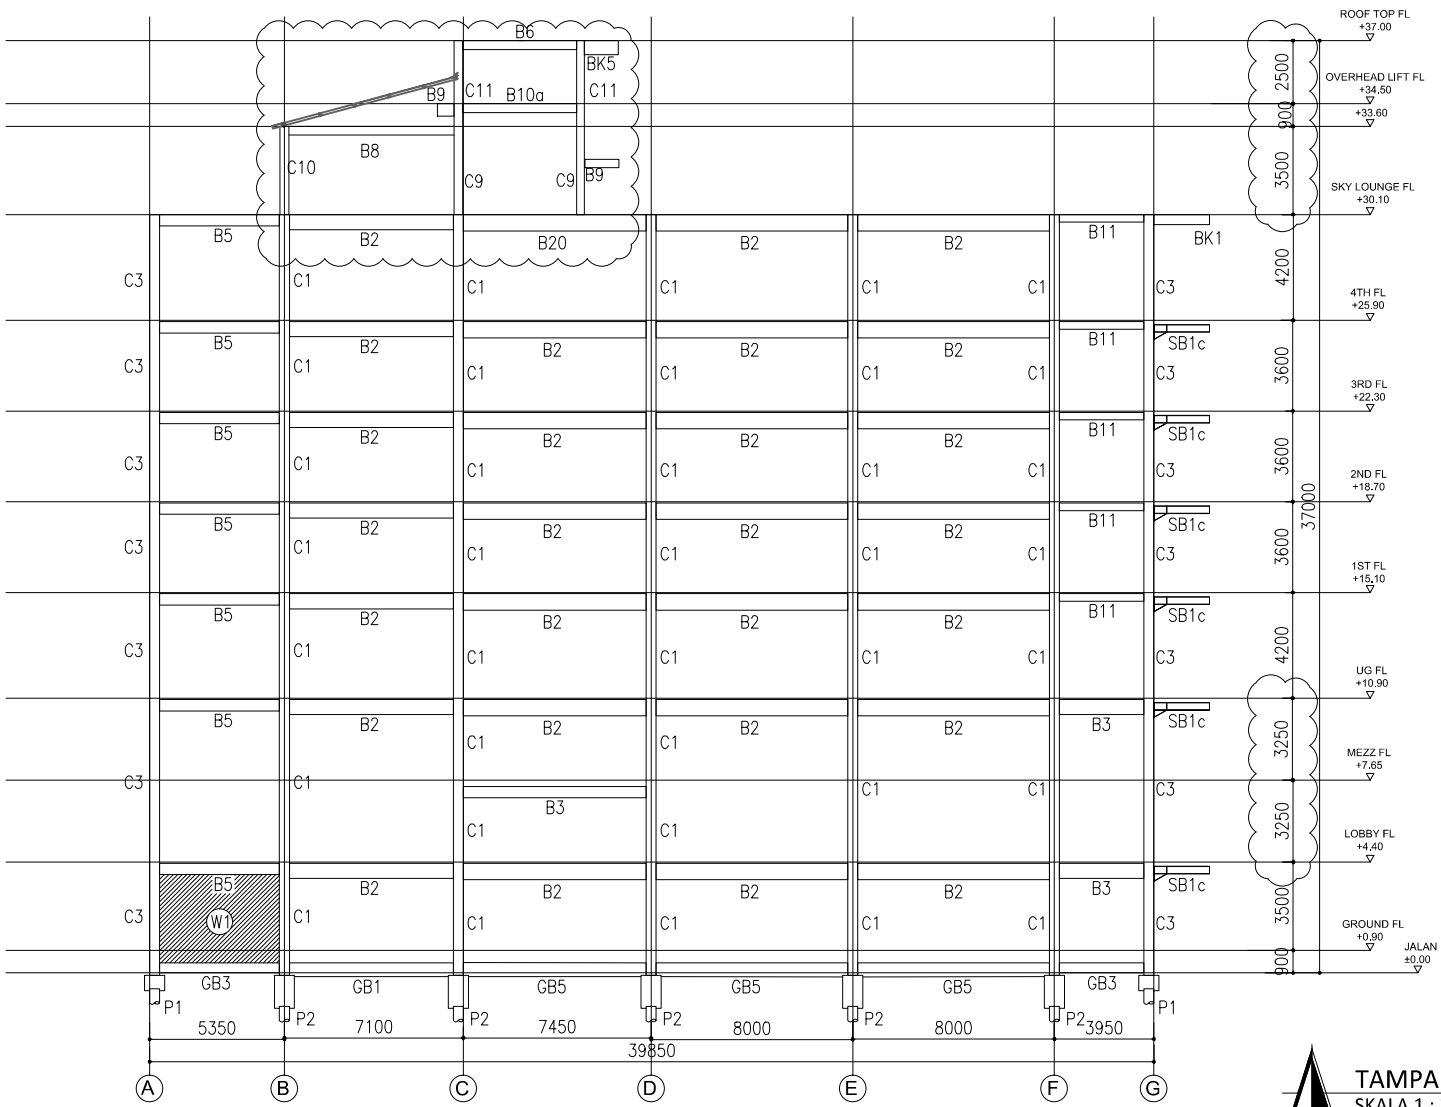 ROOF TOP FL
+37.00
B6
BK5
2500
OVERHEAD LIFT FL
+34.50
B9 C11 B10a C11
900
+33.60
B8
C10 C9 C9 B9
3500
SKY LOUNGE FL
+30.10
B5 B2 B20 B2 B2 B11 BK1
C3 C1 C1 C1 C1 C1 C3
4200
4TH FL
+25.90
B5 B2 B2 B2 B2 B11 SB1c
C3 C1 C1 C1 C1 C1 C3
3600
3RD FL
+22.30
B5 B2 B2 B2 B2 B11 SB1c
C3 C1 C1 C1 C1 C1 C3
3600
2ND FL
+18.70
37000
B5 B2 B2 B2 B2 B11 SB1c
C3 C1 C1 C1 C1 C1 C3
3600
1ST FL
+15.10
B5 B2 B2 B2 B2 B11 SB1c
C3 C1 C1 C1 C1 C1 C3
4200
UG FL
+10.90
B5 B2 B2 B2 B2 B3 SB1c
C1 C1
3250
MEZZ FL
+7.65
C3 C1 C1 C1 C3
B3
C1 C1
3250
LOBBY FL
+4.40
B5 B2 B2 B2 B2 B3 SB1c
C3 W1 C1 C1 C1 C1 C1 C3
3500
GROUND FL
+0.90
900
JALAN
±0.00
GB3 GB1 GB5 GB5 GB5 GB3
P1 P2 P2 P2 P2 P2 P1
5350 7100 7450 8000 8000 3950
39850
A B C D E F G
TAMPA
SKALA 1 :